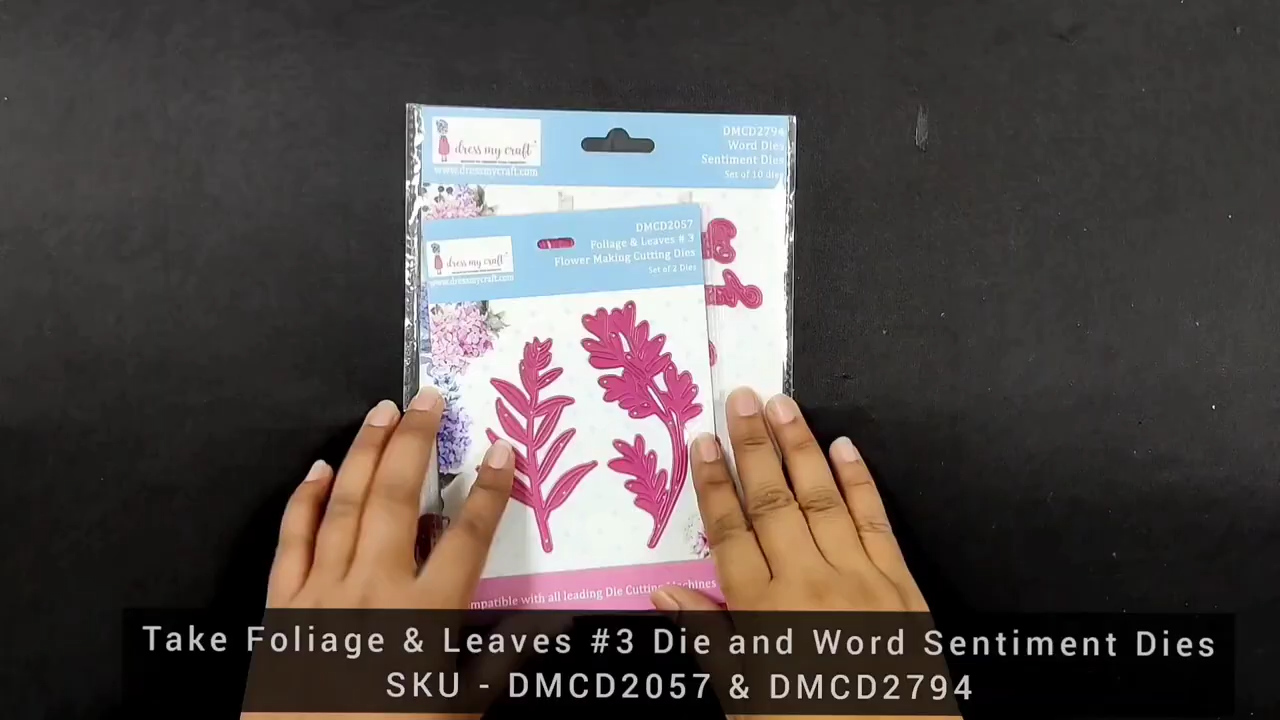 dress my craft
www.dressmycraft.com
DMCD2794
Word Dies
Sentiment Dies
Set of 10 dies
dress my craft
www.dressmycraft.com
DMCD2057
Foliage & Leaves #3
Flower Making Cutting Dies
Set of 2 Dies
with all leading Die Cutting Machines
Take Foliage & Leaves #3 Die and Word Sentiment Dies
SKU - DMCD2057 & DMCD2794